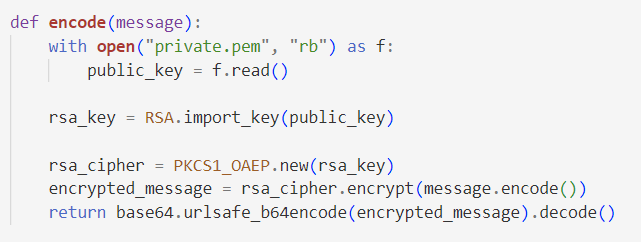 def encode(message):
    with open("private.pem", "rb") as f:
        public_key = f.read()

    rsa_key = RSA.import_key(public_key)

    rsa_cipher = PKCS1_OAEP.new(rsa_key)
    encrypted_message = rsa_cipher.encrypt(message.encode())
    return base64.urlsafe_b64encode(encrypted_message).decode()